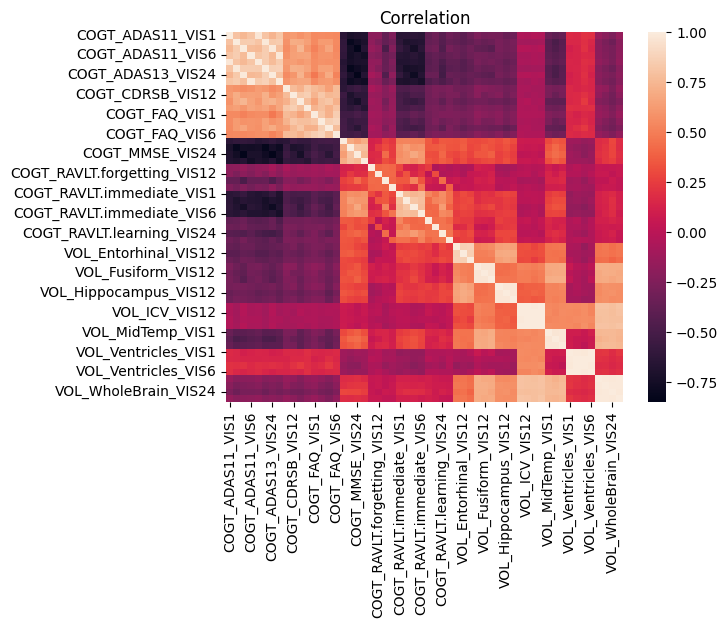 Correlation
COGT_ADAS11_VIS1
COGT_ADAS11_VIS6
COGT_ADAS13_VIS24
COGT_CDRSB_VIS12
COGT_FAQ_VIS1
COGT_FAQ_VIS6
COGT_MMSE_VIS24
COGT_RAVLT.forgetting_VIS12
COGT_RAVLT.immediate_VIS1
COGT_RAVLT.immediate_VIS6
COGT_RAVLT.learning_VIS24
VOL_Entorhinal_VIS12
VOL_Fusiform_VIS12
VOL_Hippocampus_VIS12
VOL_ICV_VIS12
VOL_MidTemp_VIS1
VOL_Ventricles_VIS1
VOL_Ventricles_VIS6
VOL_WholeBrain_VIS24
COGT_ADAS11_VIS1
COGT_ADAS11_VIS6
COGT_ADAS13_VIS24
COGT_CDRSB_VIS12
COGT_FAQ_VIS1
COGT_FAQ_VIS6
COGT_MMSE_VIS24
COGT_RAVLT.forgetting_VIS12
COGT_RAVLT.immediate_VIS1
COGT_RAVLT.immediate_VIS6
COGT_RAVLT.learning_VIS24
VOL_Entorhinal_VIS12
VOL_Fusiform_VIS12
VOL_Hippocampus_VIS12
VOL_ICV_VIS12
VOL_MidTemp_VIS1
VOL_Ventricles_VIS1
VOL_Ventricles_VIS6
VOL_WholeBrain_VIS24
1.00
0.75
0.50
0.25
0.00
−0.25
−0.50
−0.75